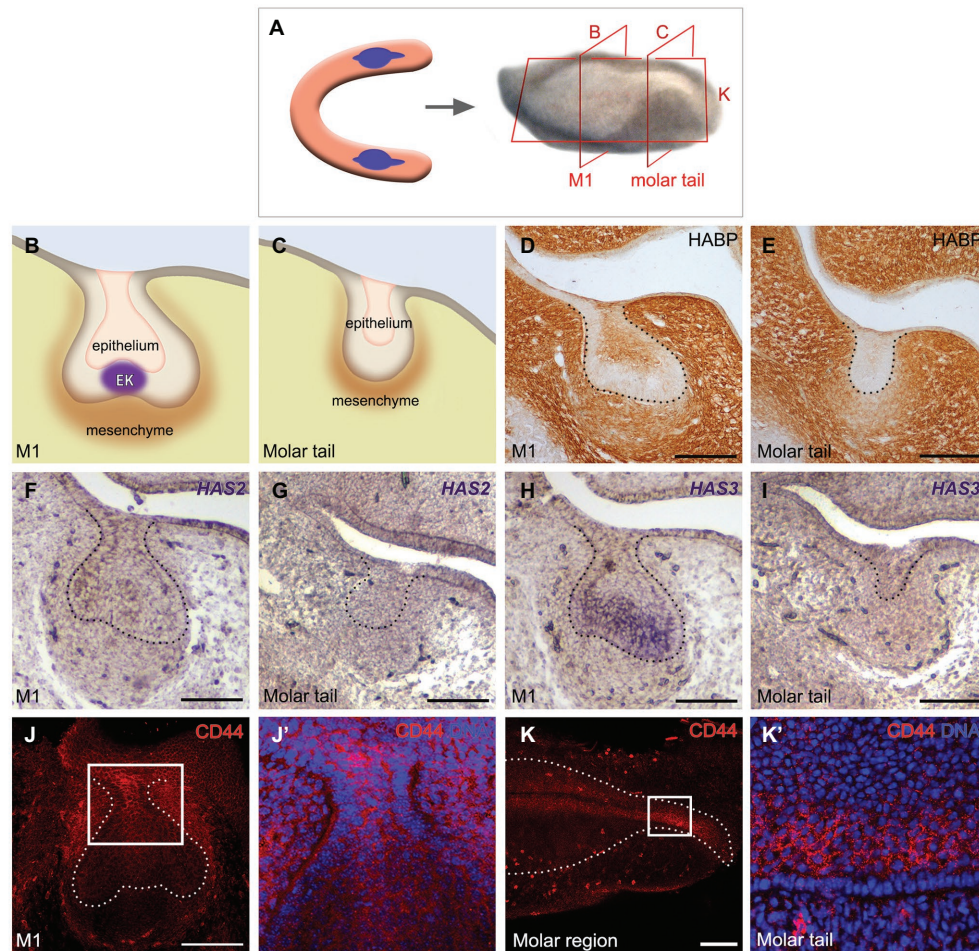 A
B
C
K
M1
molar tail
B
epithelium
EK
mesenchyme
M1
C
epithelium
mesenchyme
Molar tail
D
HABP
M1
E
HABP
Molar tail
F
HAS2
M1
G
HAS2
Molar tail
H
HAS3
M1
I
HAS3
Molar tail
J
CD44
M1
J’
CD44
K
CD44
Molar region
K’
CD44 DNA
Molar tail